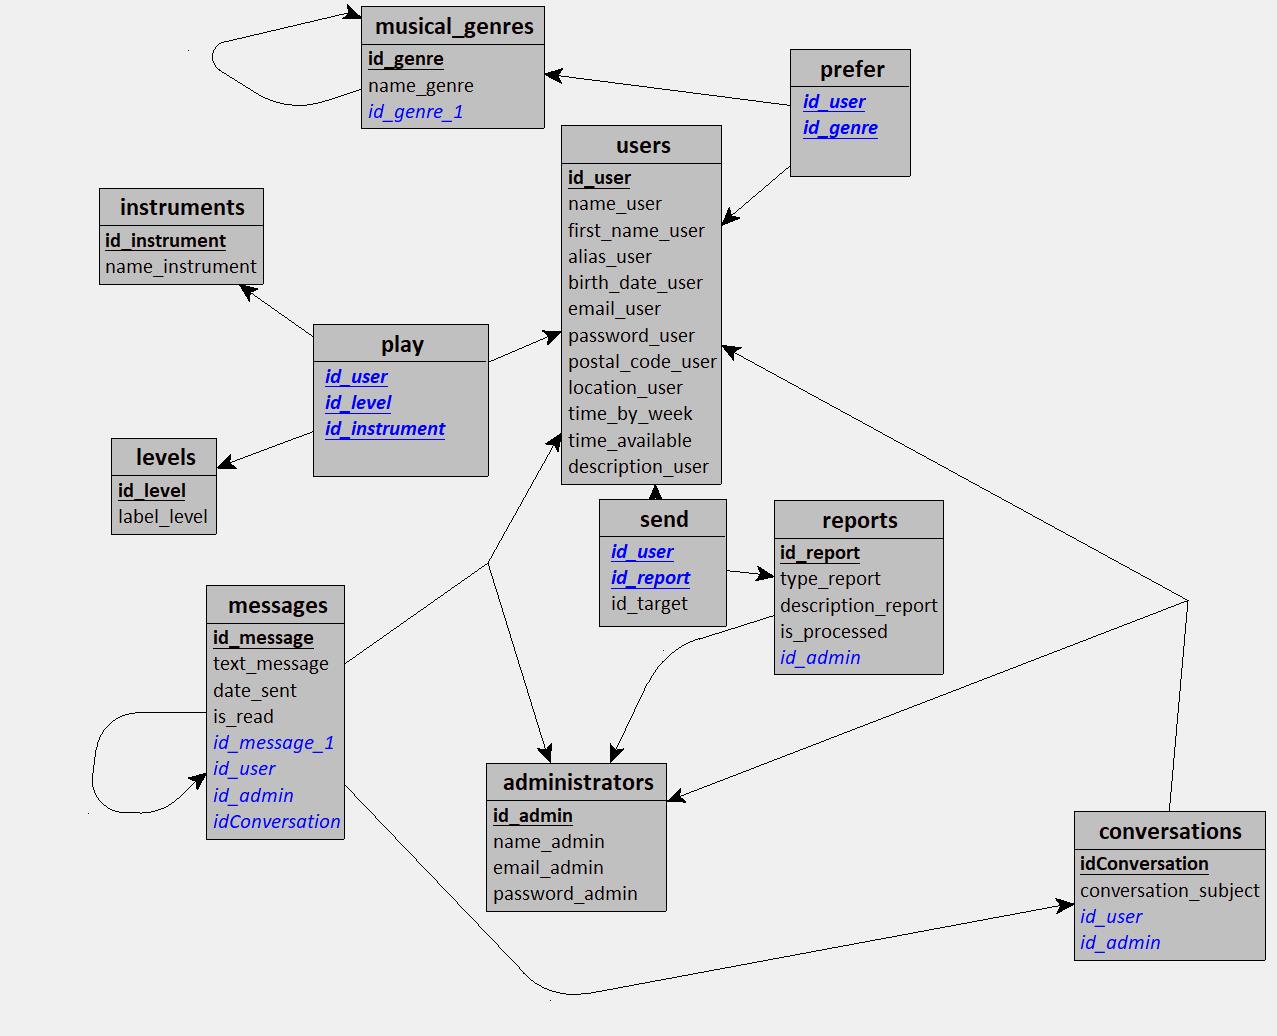 musical_genres
id_genre
name_genre
id_genre_1
prefer
id_user
id_genre
users
id_user
name_user
first_name_user
alias_user
birth_date_user
email_user
password_user
postal_code_user
location_user
time_by_week
time_available
description_user
instruments
id_instrument
name_instrument
play
id_user
id_level
id_instrument
levels
id_level
label_level
send
id_user
id_report
id_target
reports
id_report
type_report
description_report
is_processed
id_admin
messages
id_message
text_message
date_sent
is_read
id_message_1
id_user
id_admin
idConversation
administrators
id_admin
name_admin
email_admin
password_admin
conversations
idConversation
conversation_subject
id_user
id_admin